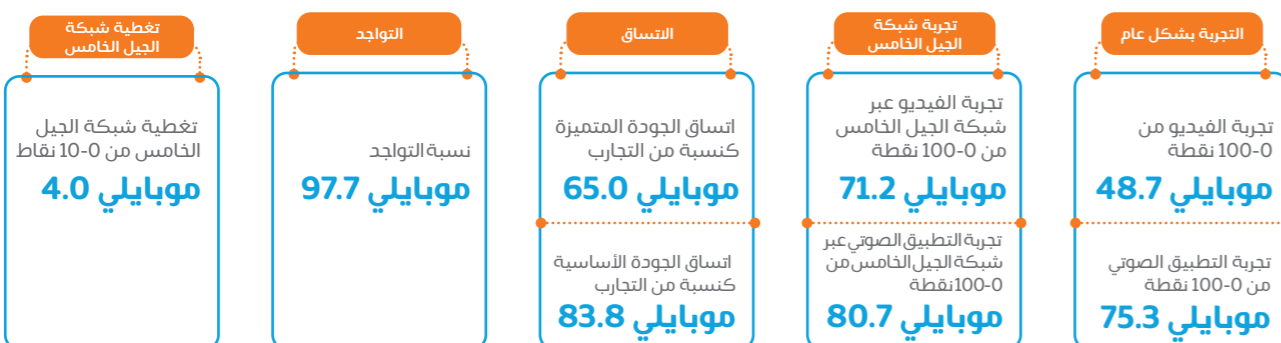 التجربة بشكل عام
تجربة الفيديو من
0-100 نقطة
موبايلي 48.7
تجربة التطبيق الصوتي
من 0-100 نقطة
موبايلي 75.3
تجربة شبكة
الجيل الخامس
تجربة الفيديو عبر
شبكة الجيل الخامس
من 0-100 نقطة
موبايلي 71.2
تجربة التطبيق الصوتي عبر
شبكة الجيل الخامس من
0-100نقطة
موبايلي 80.7
الاتساق
اتساق الجودة المتميزة
كنسبة من التجارب
موبايلي 65.0
اتساق الجودة الأساسية
كنسبة من التجارب
موبايلي 83.8
التواجد
نسبة التواجد
موبايلي 97.7
تغطية شبكة
الجيل الخامس
تغطية شبكة الجيل
الخامس من 0-10 نقاط
موبايلي 4.0